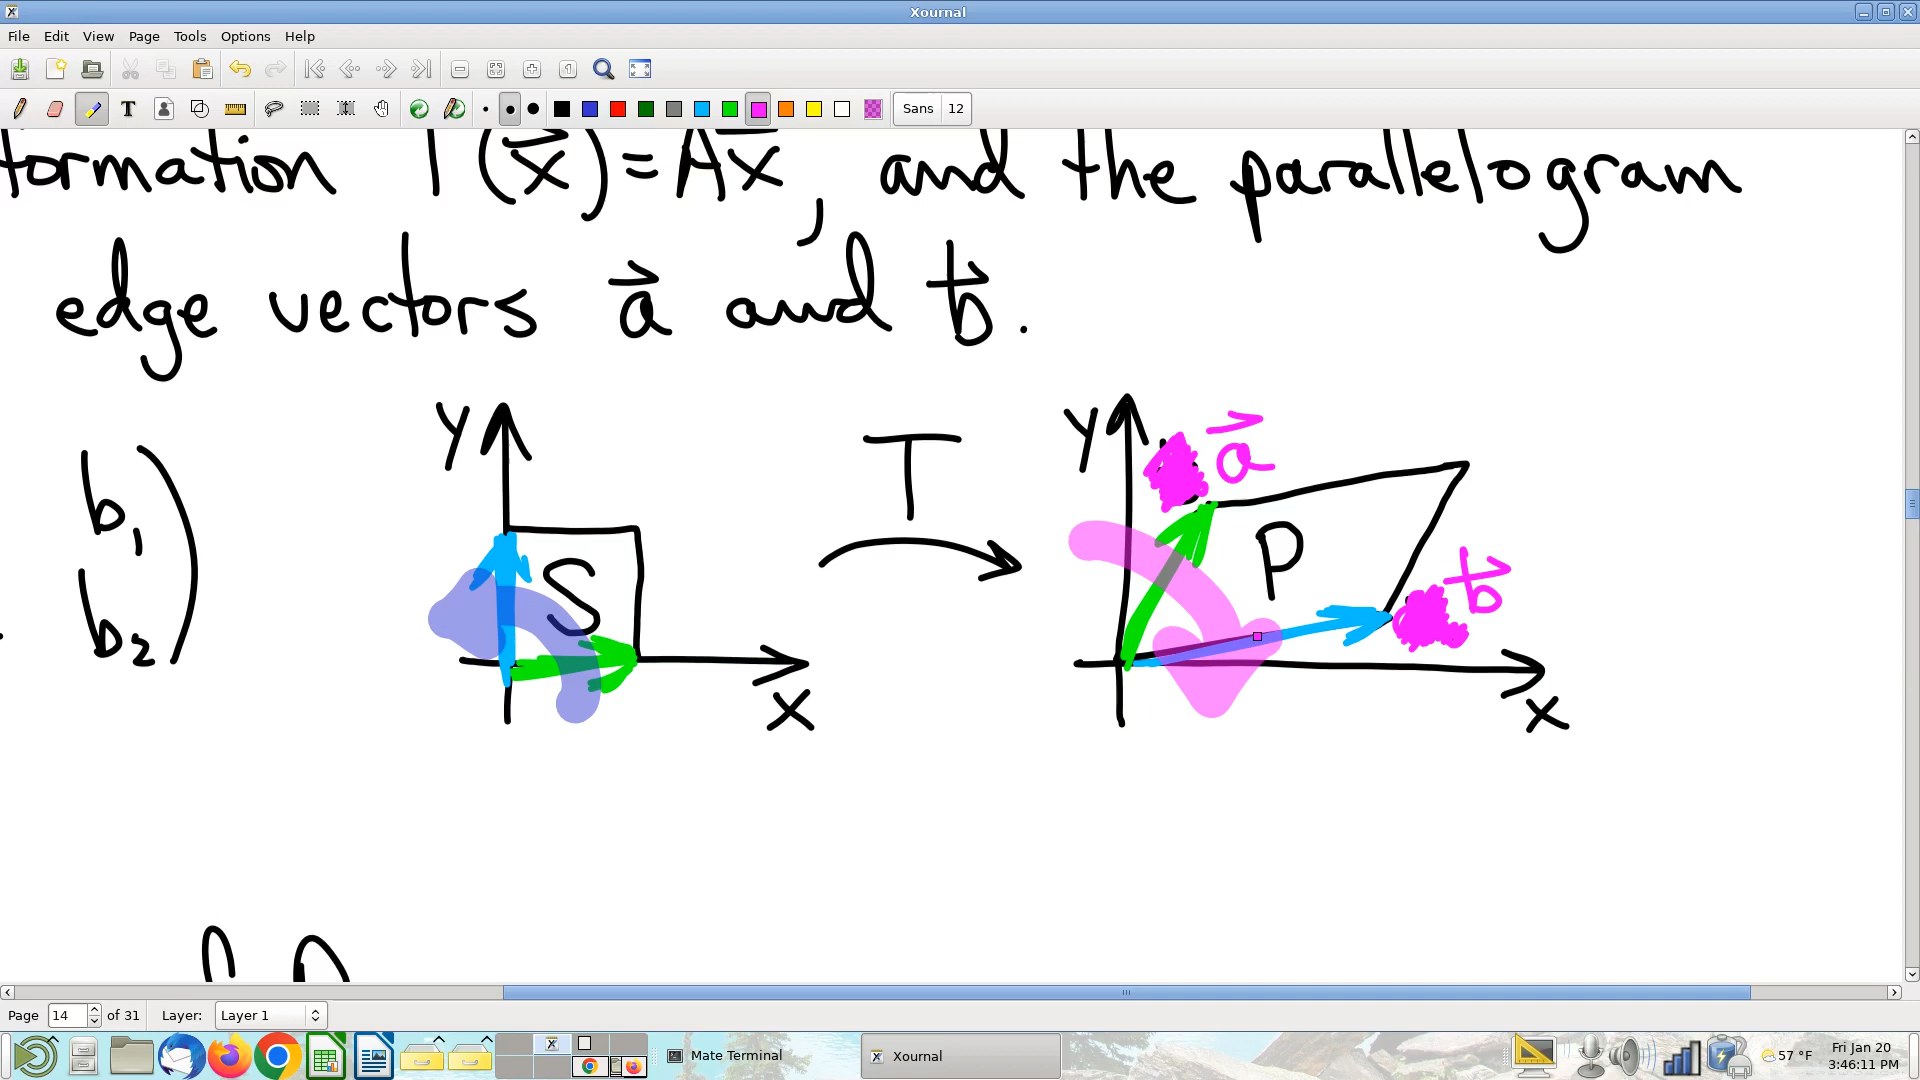 Xournal
File Edit View Page Tools Options Help
Sans 12
formation T(x⃗)=Ax⃗, and the parallelogram
edge vectors a⃗ and b⃗.
b₁
b₂
y
S
x
T
y
a⃗
P
b⃗
x
Page 14 of 31 Layer: Layer 1
Mate Terminal
Xournal
57 °F
Fri Jan 20
3:46:11 PM